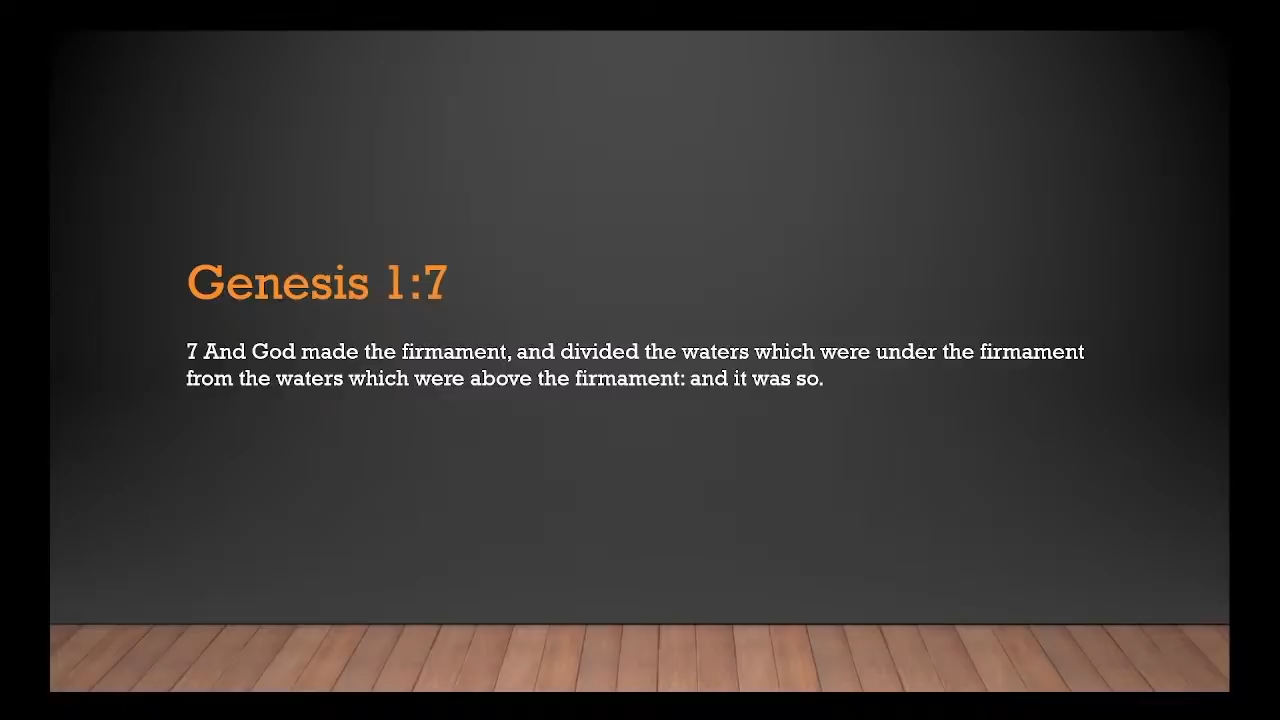 Genesis 1:7
7 And God made the firmament, and divided the waters which were under the firmament
from the waters which were above the firmament: and it was so.